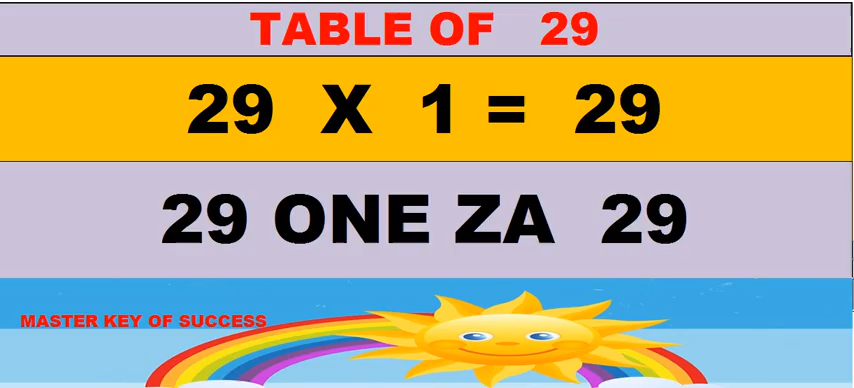 TABLE OF 29
29 X 1 = 29
29 ONE ZA 29
MASTER KEY OF SUCCESS